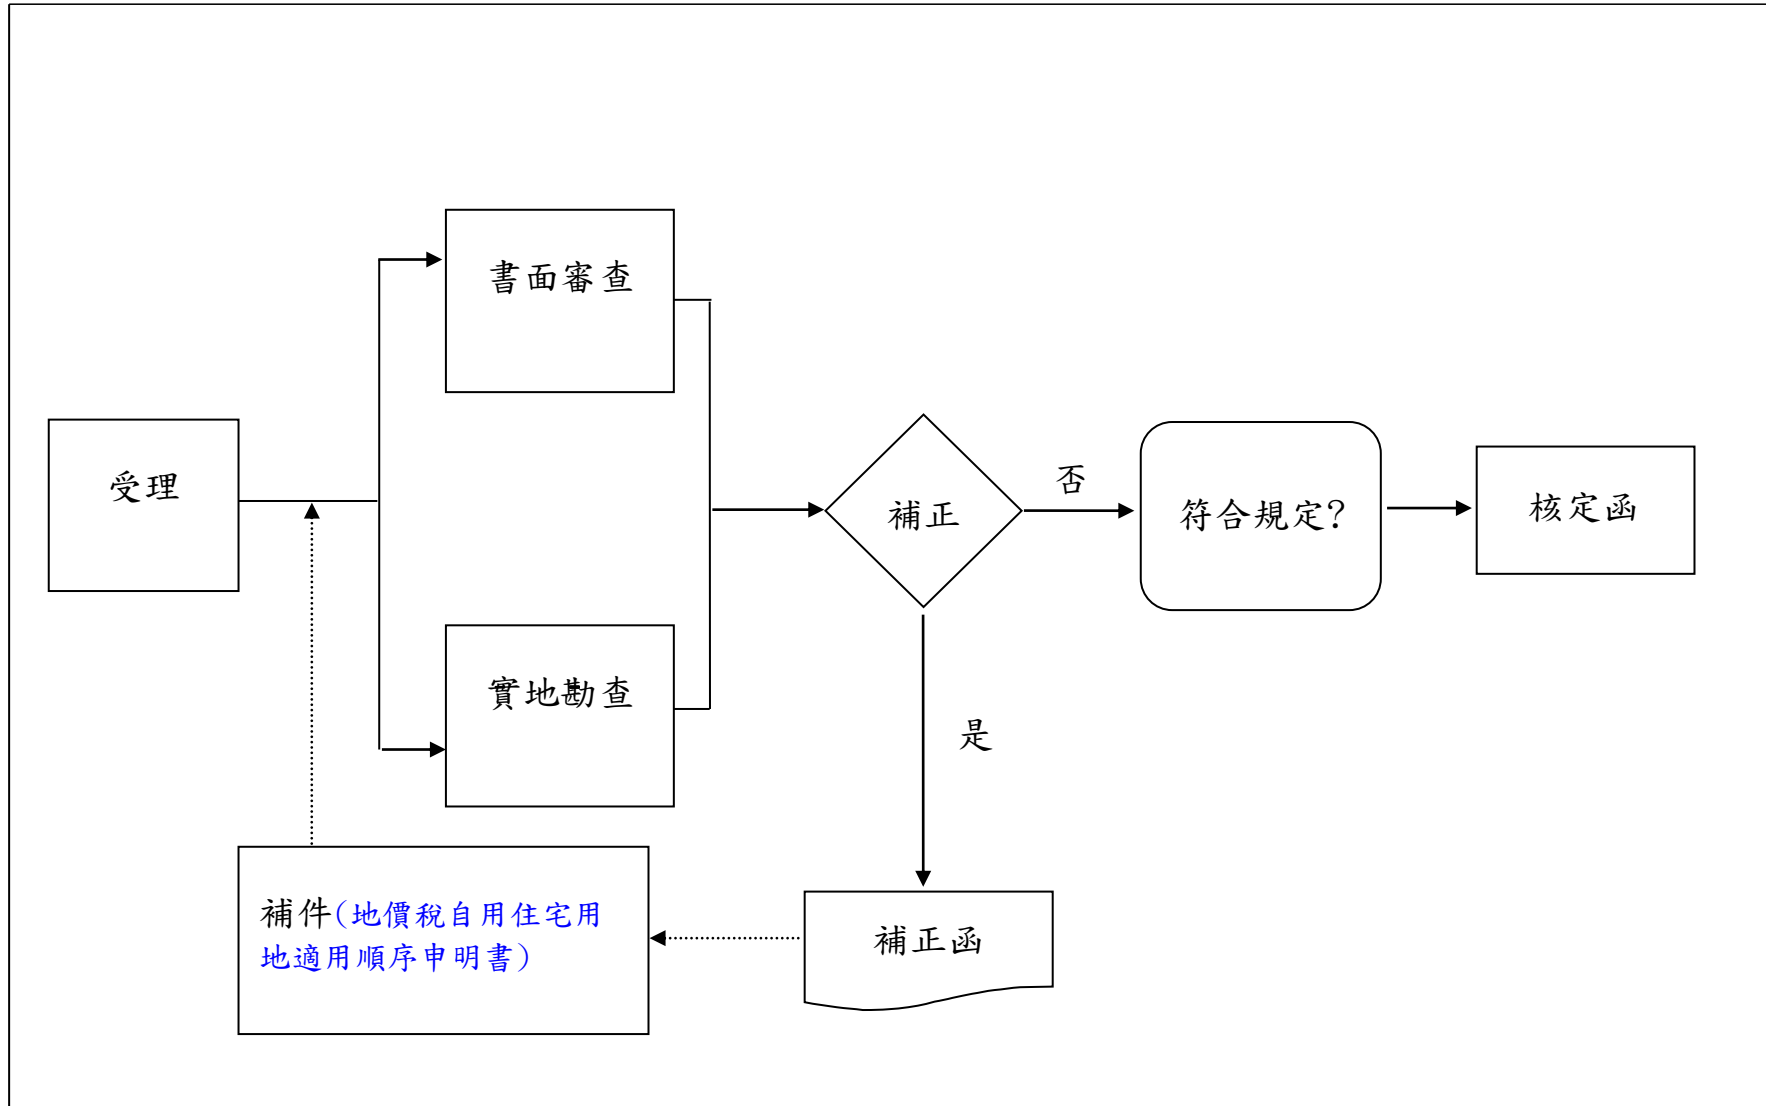 書面審查
受理
補正
否
符合規定?
核定函
實地勘查
是
補件(地價稅自用住宅用
地適用順序申明書)
補正函